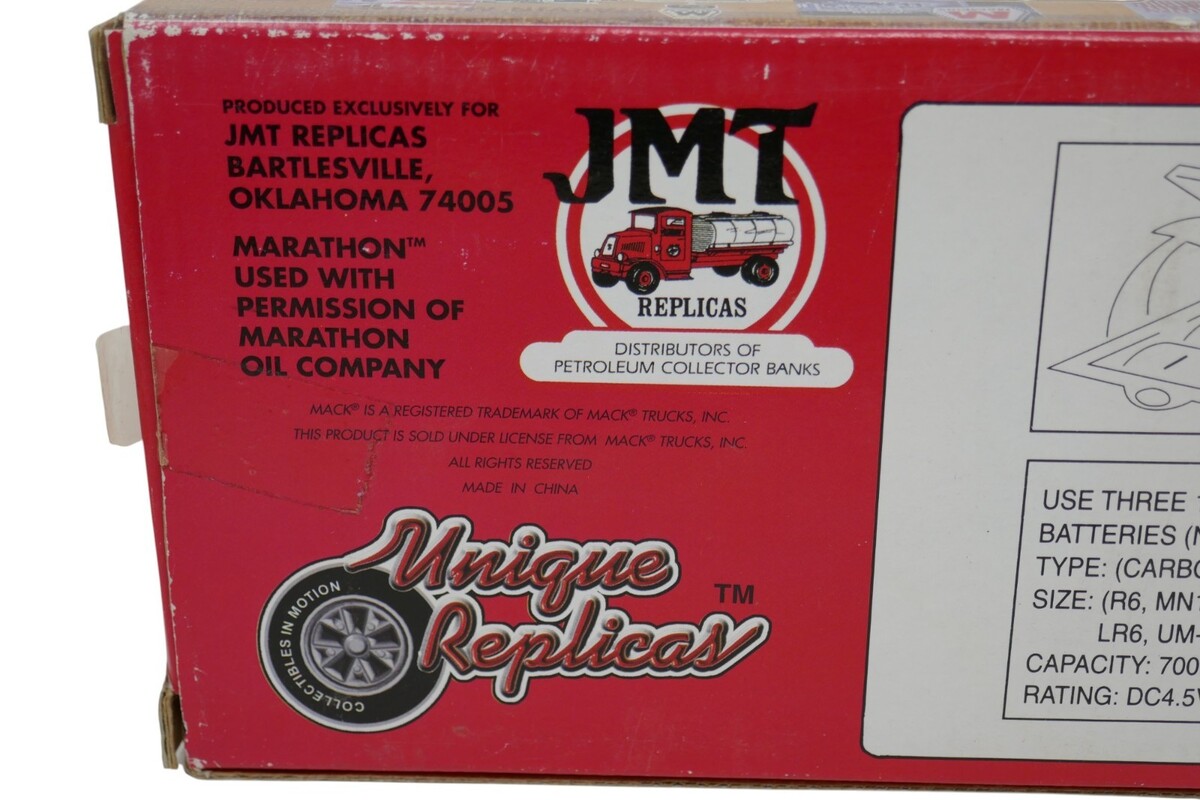 PRODUCED EXCLUSIVELY FOR
JMT REPLICAS
BARTLESVILLE,
OKLAHOMA 74005
MARATHON™
USED WITH
PERMISSION OF
MARATHON
OIL COMPANY
JMT
REPLICAS
DISTRIBUTORS OF
PETROLEUM COLLECTOR BANKS
MACK® IS A REGISTERED TRADEMARK OF MACK® TRUCKS, INC.
THIS PRODUCT IS SOLD UNDER LICENSE FROM MACK® TRUCKS, INC.
ALL RIGHTS RESERVED
MADE IN CHINA
Unique
Replicas™
COLLECTIBLES IN MOTION
USE THREE
BATTERIES
TYPE:
SIZE: (R6,
LR6,
CAPACITY:
RATING: